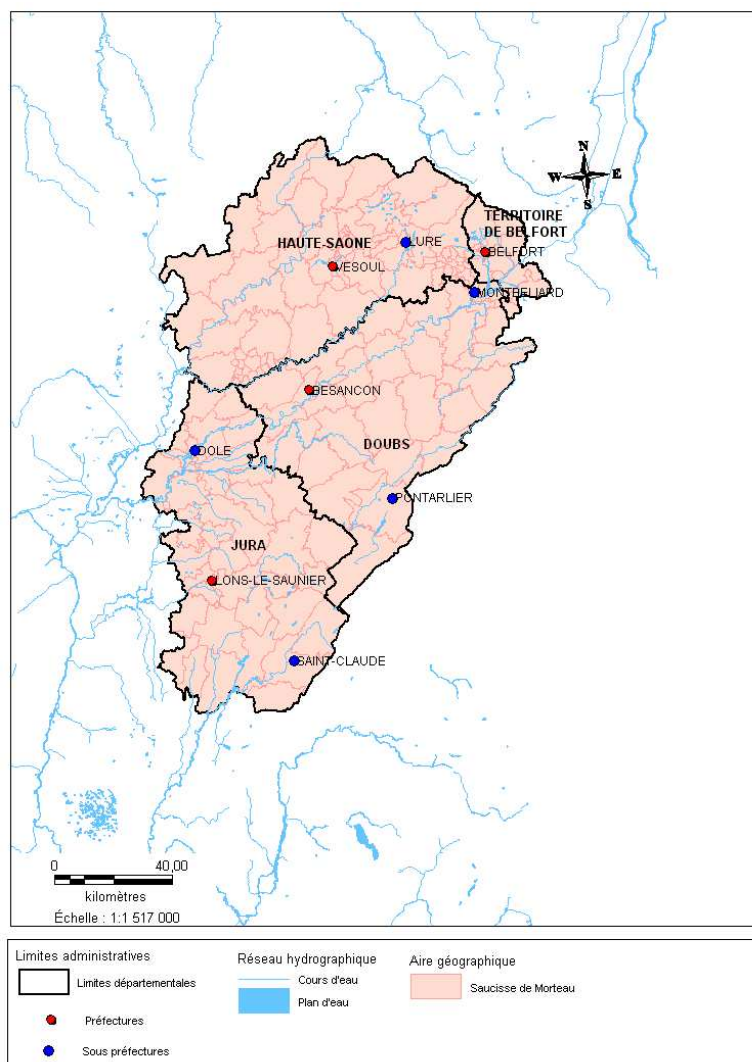 N
W E
S
TERRITOIRE
DE BELFORT
HAUTE-SAONE
LURE
BELFORT
VESOUL
MONTBELIARD
BESANCON
DOLE
DOUBS
PONTARLIER
JURA
LONS-LE-SAUNIER
SAINT-CLAUDE
0 40,00
kilomètres
Échelle : 1:1 517 000
Limites administratives
Limites départementales
Préfectures
Sous préfectures
Réseau hydrographique
Cours d'eau
Plan d'eau
Aire géographique
Saucisse de Morteau